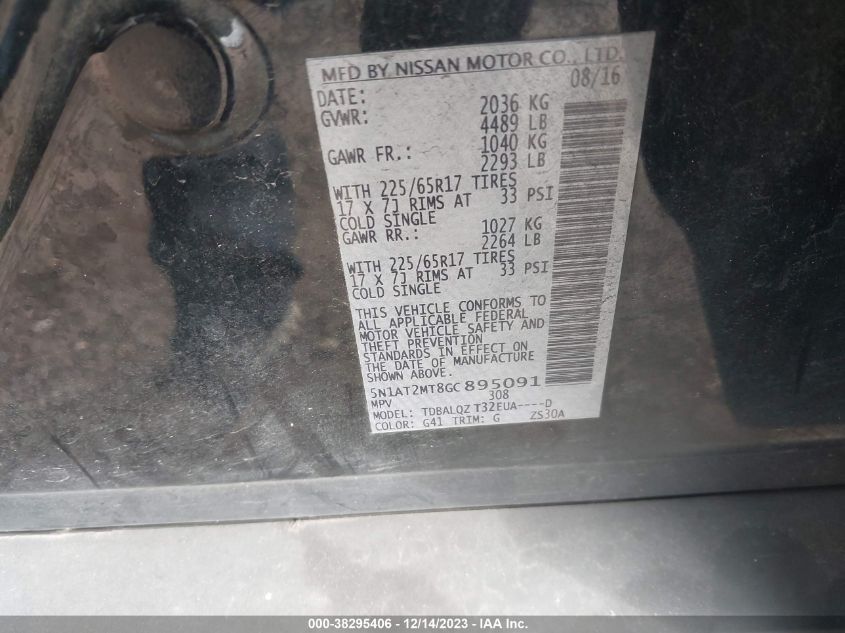 MFD BY NISSAN MOTOR CO., LTD.
DATE: 08/16
GVWR: 2036 KG
4489 LB
GAWR FR.: 1040 KG
2293 LB
WITH 225/65R17 TIRES
17 X 7J RIMS AT 33 PSI
COLD SINGLE
GAWR RR.: 1027 KG
2264 LB
WITH 225/65R17 TIRES
17 X 7J RIMS AT 33 PSI
COLD SINGLE
THIS VEHICLE CONFORMS TO
ALL APPLICABLE FEDERAL
MOTOR VEHICLE SAFETY AND
THEFT PREVENTION
STANDARDS IN EFFECT ON
THE DATE OF MANUFACTURE
SHOWN ABOVE.
5N1AT2MT8GC895091
MPV 308
MODEL: TDBALQZ T32EUA----D
COLOR: G41 TRIM: G ZS30A
000-38295406 - 12/14/2023 - IAA Inc.